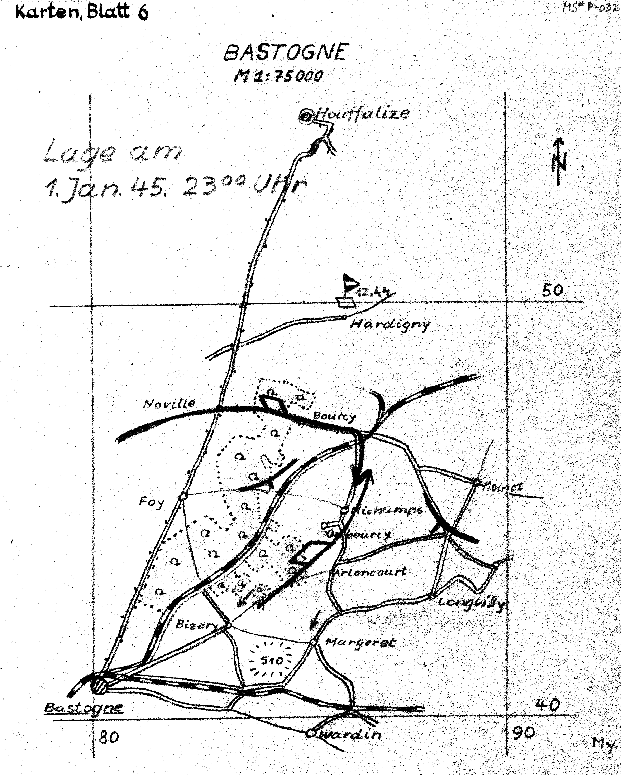 Karten, Blatt 6
MS# P-032
BASTOGNE
M 1:75000
Houffalize
Lage am
1. Jan. 45. 23⁰⁰ Uhr
N
12.44
50
Hardigny
Noville
Bourcy
Foy
Michamps
Oubourcy
Arloncourt
Longvilly
Bizory
Margeret
510
Bastogne
40
Wardin
80
90
My.